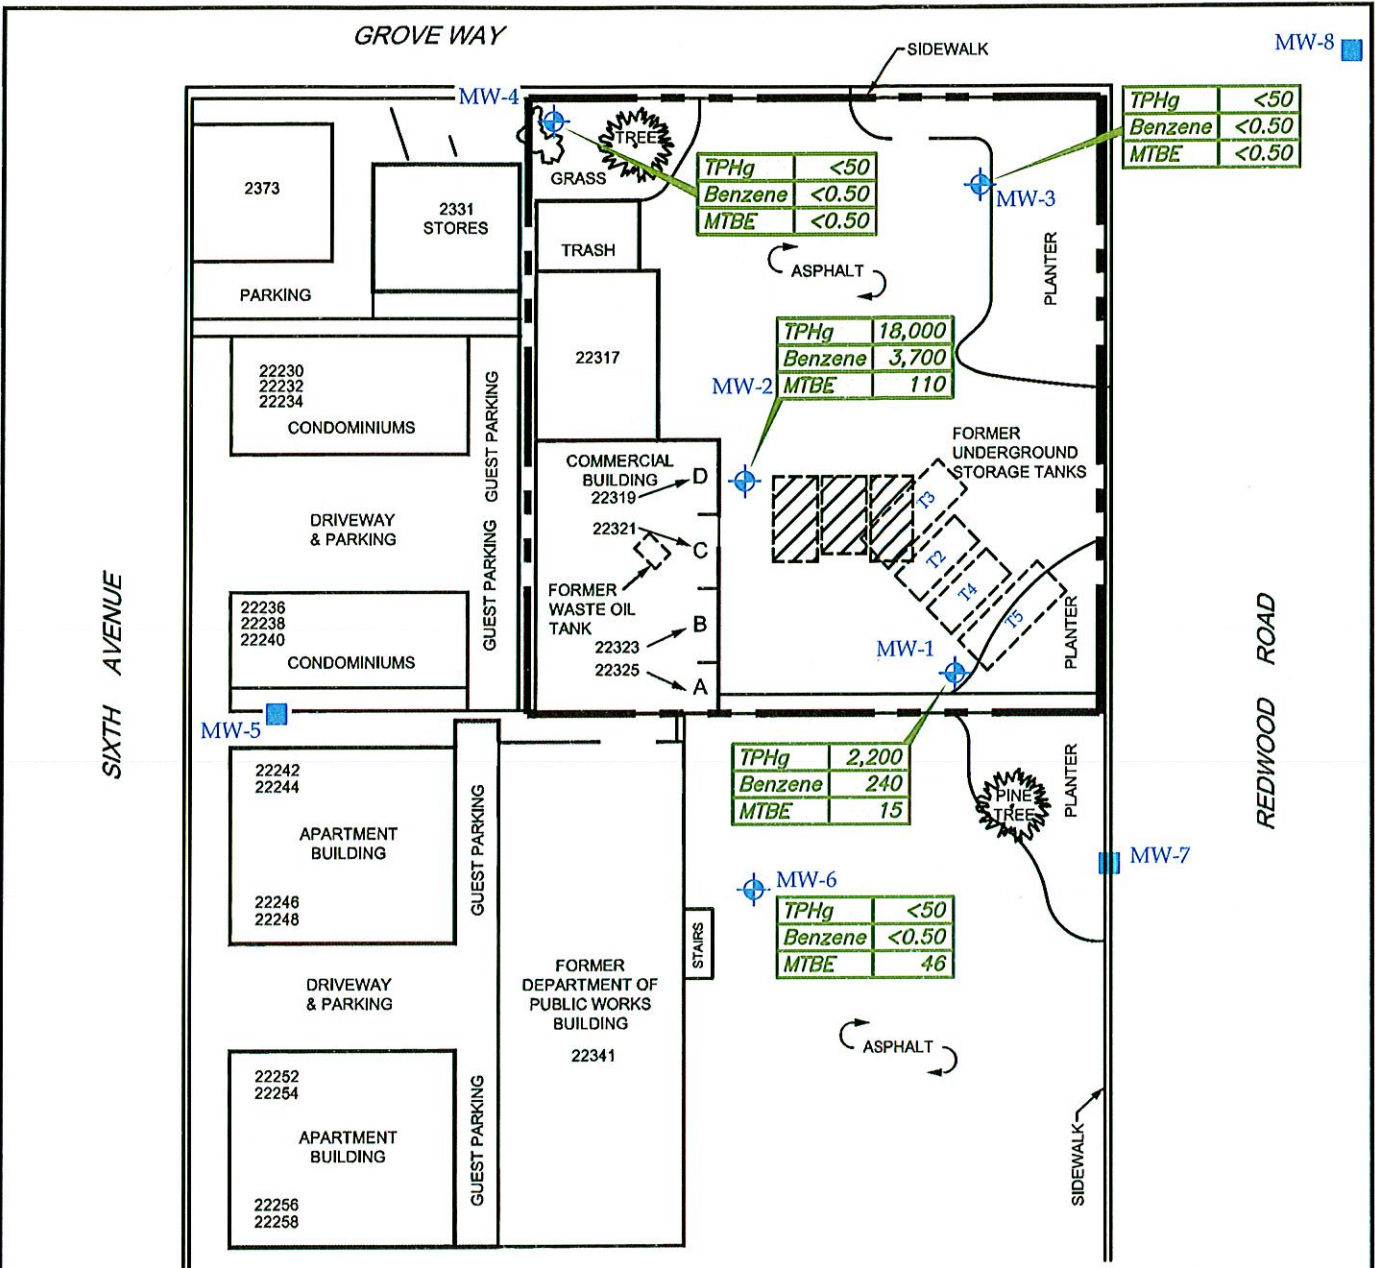 GROVE WAY
SIDEWALK
MW-8
MW-4
TPHg <50
Benzene <0.50
MTBE <0.50
TREE
GRASS
TPHg <50
Benzene <0.50
MTBE <0.50
MW-3
2373
2331
STORES
TRASH
ASPHALT
PLANTER
PARKING
TPHg 18,000
Benzene 3,700
MTBE 110
MW-2
22317
22230
22232
22234
CONDOMINIUMS
GUEST PARKING
FORMER
UNDERGROUND
STORAGE TANKS
COMMERCIAL
BUILDING
22319
D
T3
DRIVEWAY
& PARKING
GUEST PARKING
22321
C
T2
T4
T5
FORMER
WASTE OIL
TANK
22323
B
22325
A
PLANTER
MW-1
22236
22238
22240
CONDOMINIUMS
SIXTH AVENUE
REDWOOD ROAD
MW-5
TPHg 2,200
Benzene 240
MTBE 15
PINE
TREE
PLANTER
22242
22244
APARTMENT
BUILDING
22246
22248
GUEST PARKING
MW-7
MW-6
TPHg <50
Benzene <0.50
MTBE 46
STAIRS
DRIVEWAY
& PARKING
FORMER
DEPARTMENT OF
PUBLIC WORKS
BUILDING
22341
ASPHALT
22252
22254
APARTMENT
BUILDING
22256
22258
GUEST PARKING
SIDEWALK